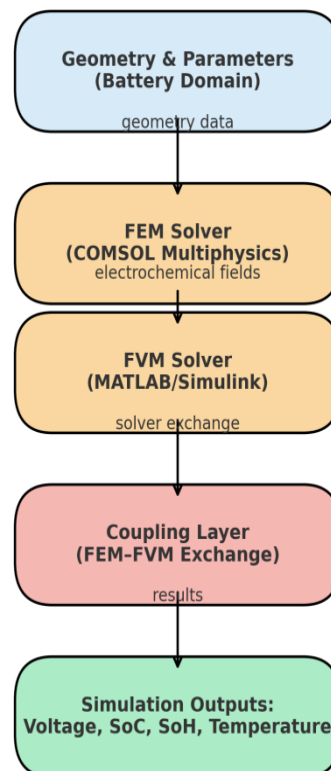 Geometry & Parameters
(Battery Domain)
geometry data
FEM Solver
(COMSOL Multiphysics)
electrochemical fields
FVM Solver
(MATLAB/Simulink)
solver exchange
Coupling Layer
(FEM–FVM Exchange)
results
Simulation Outputs:
Voltage, SoC, SoH, Temperature